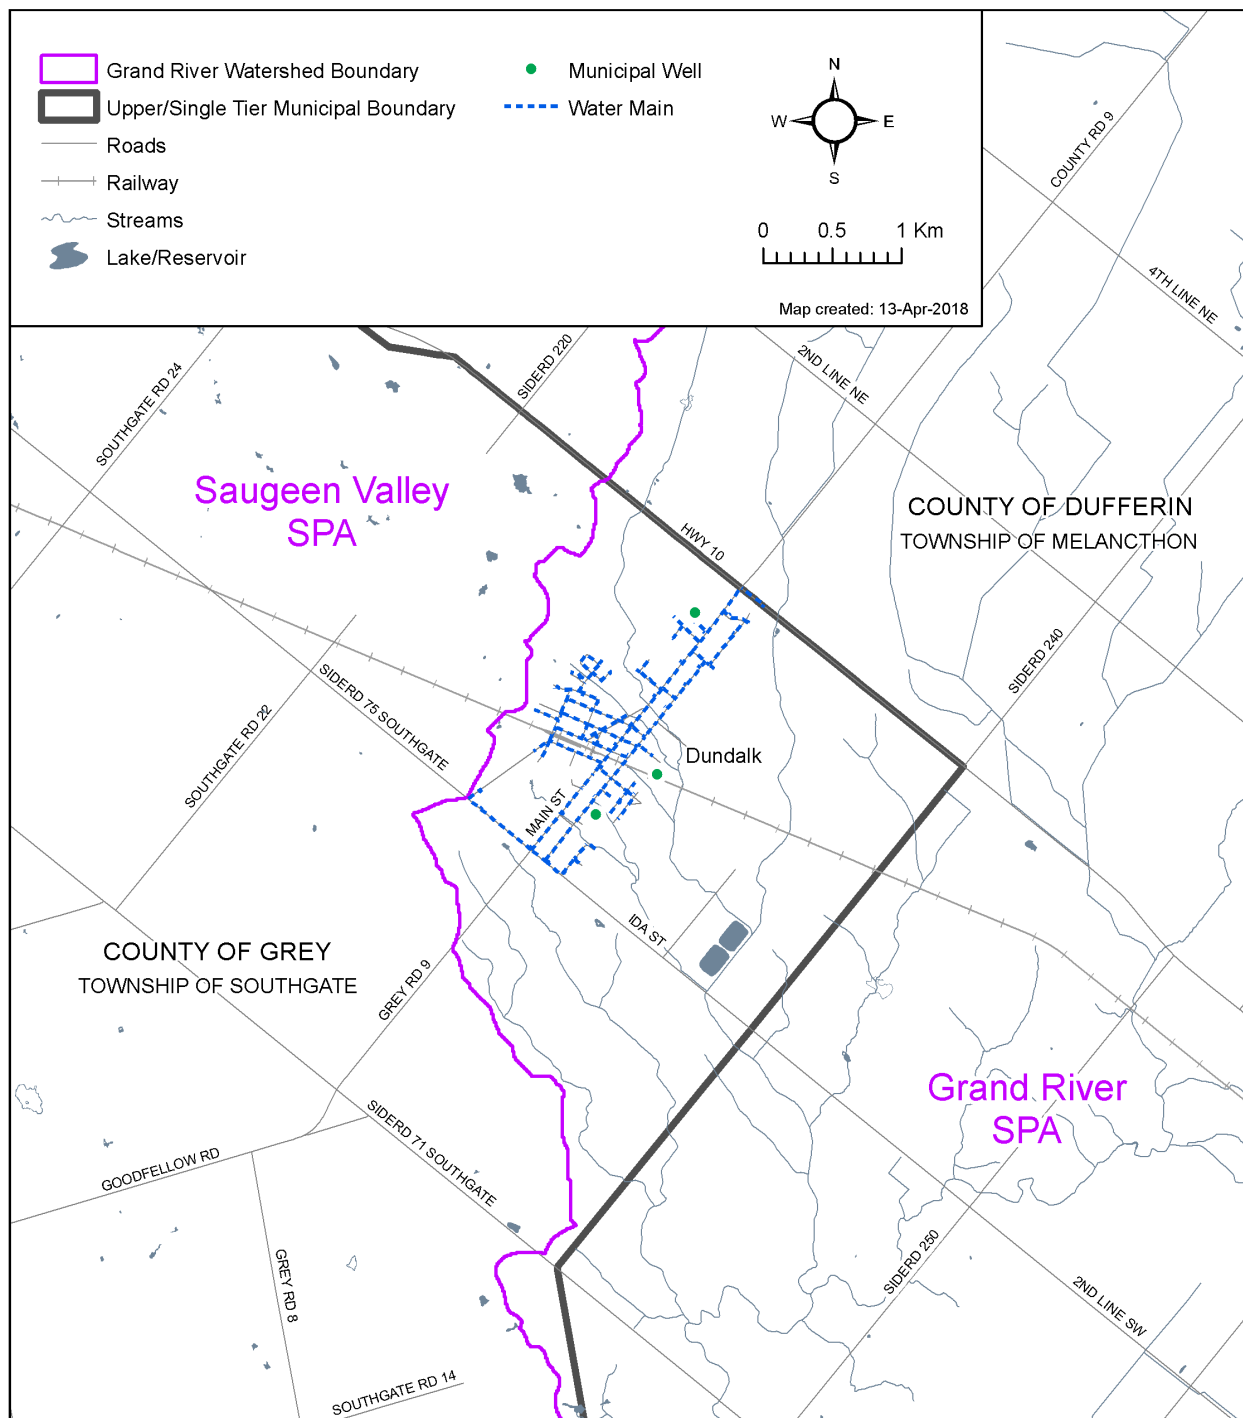 Grand River Watershed Boundary
Upper/Single Tier Municipal Boundary
Roads
Railway
Streams
Lake/Reservoir
Municipal Well
Water Main
N
W E
S
0 0.5 1 Km
Map created: 13-Apr-2018
COUNTY RD 9
4TH LINE NE
2ND LINE NE
SIDERD 220
SOUTHGATE RD 24
Saugeen Valley
SPA
HWY 10
COUNTY OF DUFFERIN
TOWNSHIP OF MELANCTHON
SIDERD 240
SIDERD 75 SOUTHGATE
SOUTHGATE RD 22
Dundalk
MAIN ST
IDA ST
COUNTY OF GREY
TOWNSHIP OF SOUTHGATE
GREY RD 9
Grand River
SPA
SIDERD 71 SOUTHGATE
GOODFELLOW RD
GREY RD 8
SIDERD 250
2ND LINE SW
SOUTHGATE RD 14